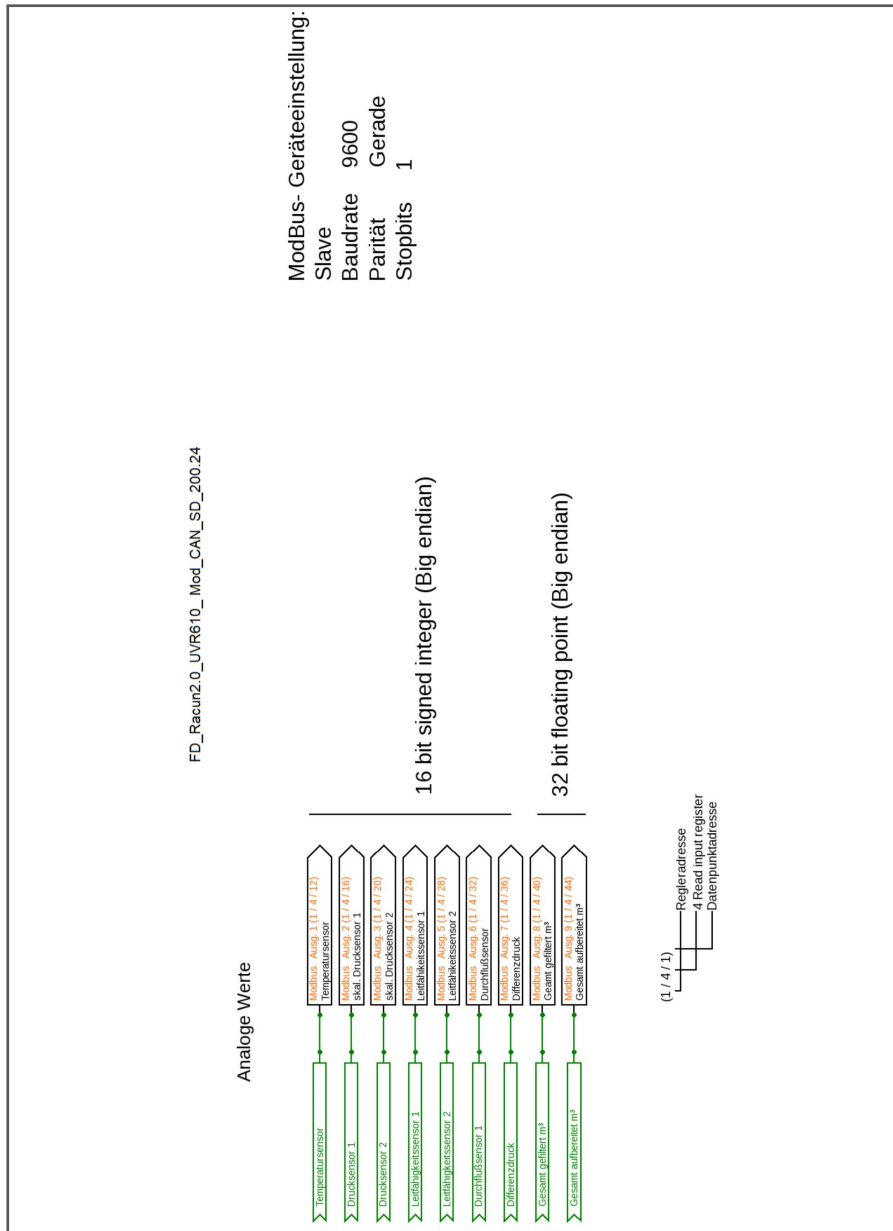 FD_Racun2.0_UVR610_ Mod_CAN_SD_200.24
Analoge Werte
ModBus- Geräteeinstellung:
Slave
Baudrate 9600
Parität Gerade
Stopbits 1
Temperatursensor
Modbus Ausg. 1 (1 / 4 / 12)
Temperatursensor
Drucksensor 1
Modbus Ausg. 2 (1 / 4 / 16)
skal. Drucksensor 1
Drucksensor 2
Modbus Ausg. 3 (1 / 4 / 20)
skal. Drucksensor 2
Leitfähigkeitssensor 1
Modbus Ausg. 4 (1 / 4 / 24)
Leitfähikeitssensor 1
16 bit signed integer (Big endian)
Leitfähigkeitssensor 2
Modbus Ausg. 5 (1 / 4 / 28)
Leitfähikeitssensor 2
Durchflußsensor 1
Modbus Ausg. 6 (1 / 4 / 32)
Durchflußsensor
Differenzdruck
Modbus Ausg. 7 (1 / 4 / 36)
Differenzdruck
Gesamt gefiltert m³
Modbus Ausg. 8 (1 / 4 / 40)
Geamt gefiltert m³
32 bit floating point (Big endian)
Gesamt aufbereitet m³
Modbus Ausg. 9 (1 / 4 / 44)
Gesamt aufbereitet m³
(1 / 4 / 1)
Regleradresse
4 Read input register
Datenpunktadresse